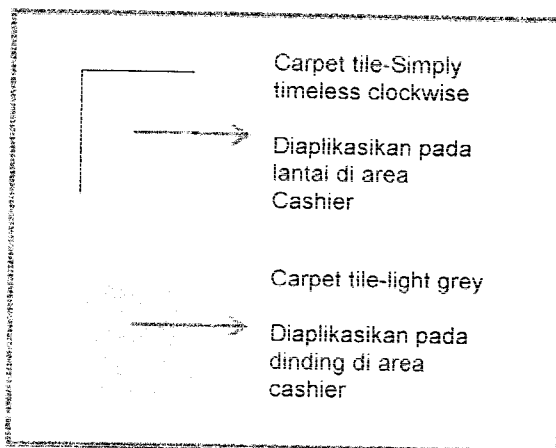 Carpet tile-Simply
timeless clockwise
Diaplikasikan pada
lantai di area
Cashier
Carpet tile-light grey
Diaplikasikan pada
dinding di area
cashier